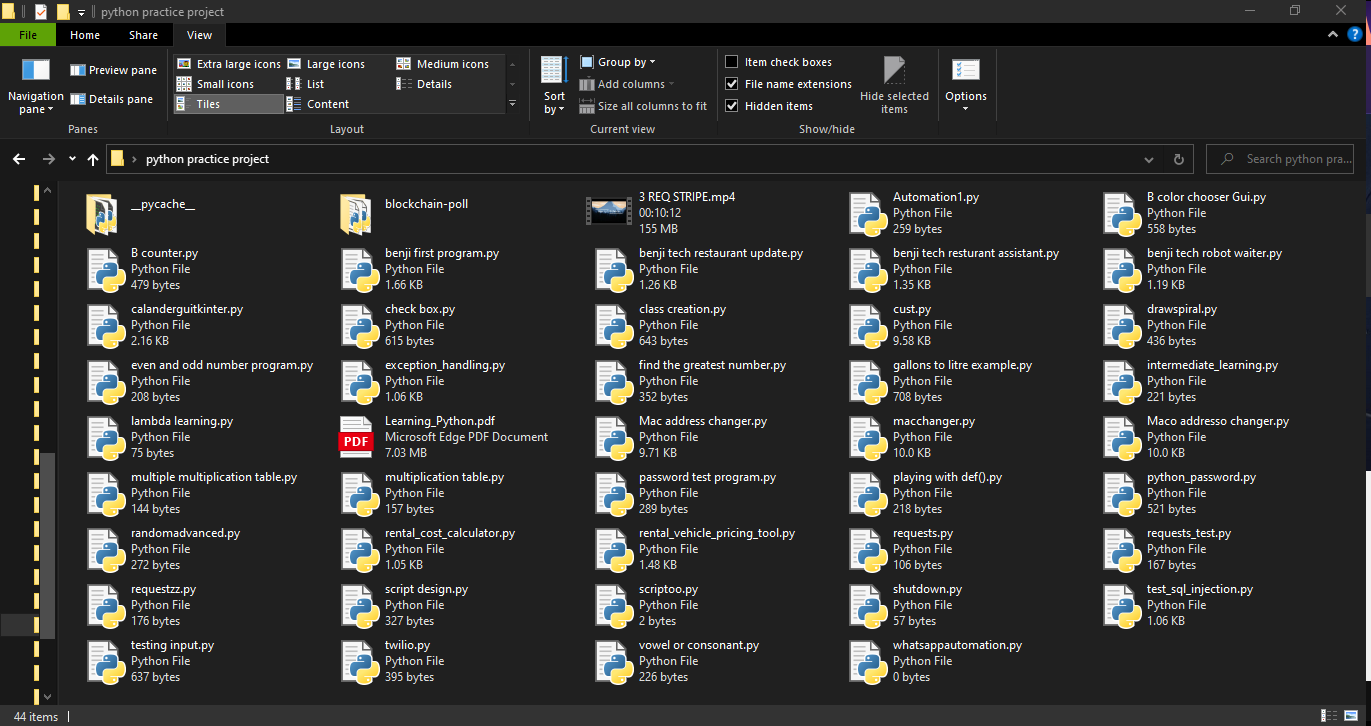 python practice project
File Home Share View
Navigation pane
Preview pane
Details pane
Panes
Extra large icons Large icons Medium icons
Small icons List Details
Tiles Content
Layout
Sort by
Group by
Add columns
Size all columns to fit
Current view
Item check boxes
File name extensions
Hidden items
Hide selected items
Show/hide
Options
python practice project
Search python pra...
__pycache__
blockchain-poll
3 REQ STRIPE.mp4
00:10:12
155 MB
Automation1.py
Python File
259 bytes
B color chooser Gui.py
Python File
558 bytes
B counter.py
Python File
479 bytes
benji first program.py
Python File
1.66 KB
benji tech restaurant update.py
Python File
1.26 KB
benji tech resturant assistant.py
Python File
1.35 KB
benji tech robot waiter.py
Python File
1.19 KB
calanderguitkinter.py
Python File
2.16 KB
check box.py
Python File
615 bytes
class creation.py
Python File
643 bytes
cust.py
Python File
9.58 KB
drawspiral.py
Python File
436 bytes
even and odd number program.py
Python File
208 bytes
exception_handling.py
Python File
1.06 KB
find the greatest number.py
Python File
352 bytes
gallons to litre example.py
Python File
708 bytes
intermediate_learning.py
Python File
221 bytes
lambda learning.py
Python File
75 bytes
PDF
Learning_Python.pdf
Microsoft Edge PDF Document
7.03 MB
Mac address changer.py
Python File
9.71 KB
macchanger.py
Python File
10.0 KB
Maco addresso changer.py
Python File
10.0 KB
multiple multiplication table.py
Python File
144 bytes
multiplication table.py
Python File
157 bytes
password test program.py
Python File
289 bytes
playing with def().py
Python File
218 bytes
python_password.py
Python File
521 bytes
randomadvanced.py
Python File
272 bytes
rental_cost_calculator.py
Python File
1.05 KB
rental_vehicle_pricing_tool.py
Python File
1.48 KB
requests.py
Python File
106 bytes
requests_test.py
Python File
167 bytes
requestzz.py
Python File
176 bytes
script design.py
Python File
327 bytes
scriptoo.py
Python File
2 bytes
shutdown.py
Python File
57 bytes
test_sql_injection.py
Python File
1.06 KB
testing input.py
Python File
637 bytes
twilio.py
Python File
395 bytes
vowel or consonant.py
Python File
226 bytes
whatsappautomation.py
Python File
0 bytes
44 items